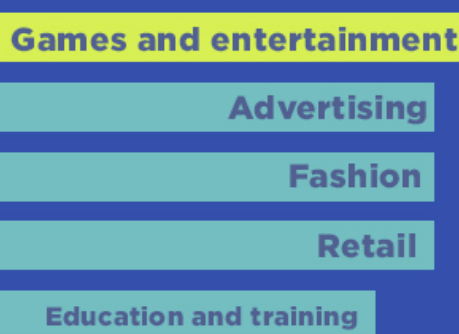 Games and entertainment
Advertising
Fashion
Retail
Education and training